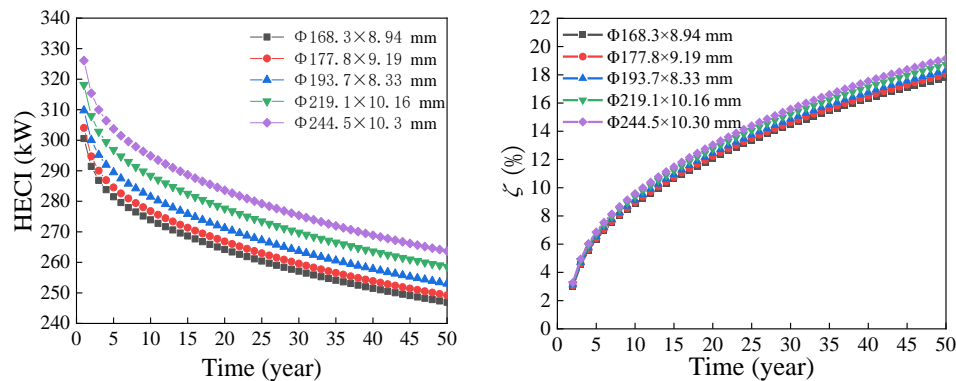 340
330
320
310
300
290
280
270
260
250
240
HECI (kW)
Φ168.3×8.94 mm
Φ177.8×9.19 mm
Φ193.7×8.33 mm
Φ219.1×10.16 mm
Φ244.5×10.3 mm
0 5 10 15 20 25 30 35 40 45 50
Time (year)
22
20
18
16
14
12
10
8
6
4
2
0
ζ (%)
Φ168.3×8.94 mm
Φ177.8×9.19 mm
Φ193.7×8.33 mm
Φ219.1×10.16 mm
Φ244.5×10.30 mm
0 5 10 15 20 25 30 35 40 45 50
Time (year)